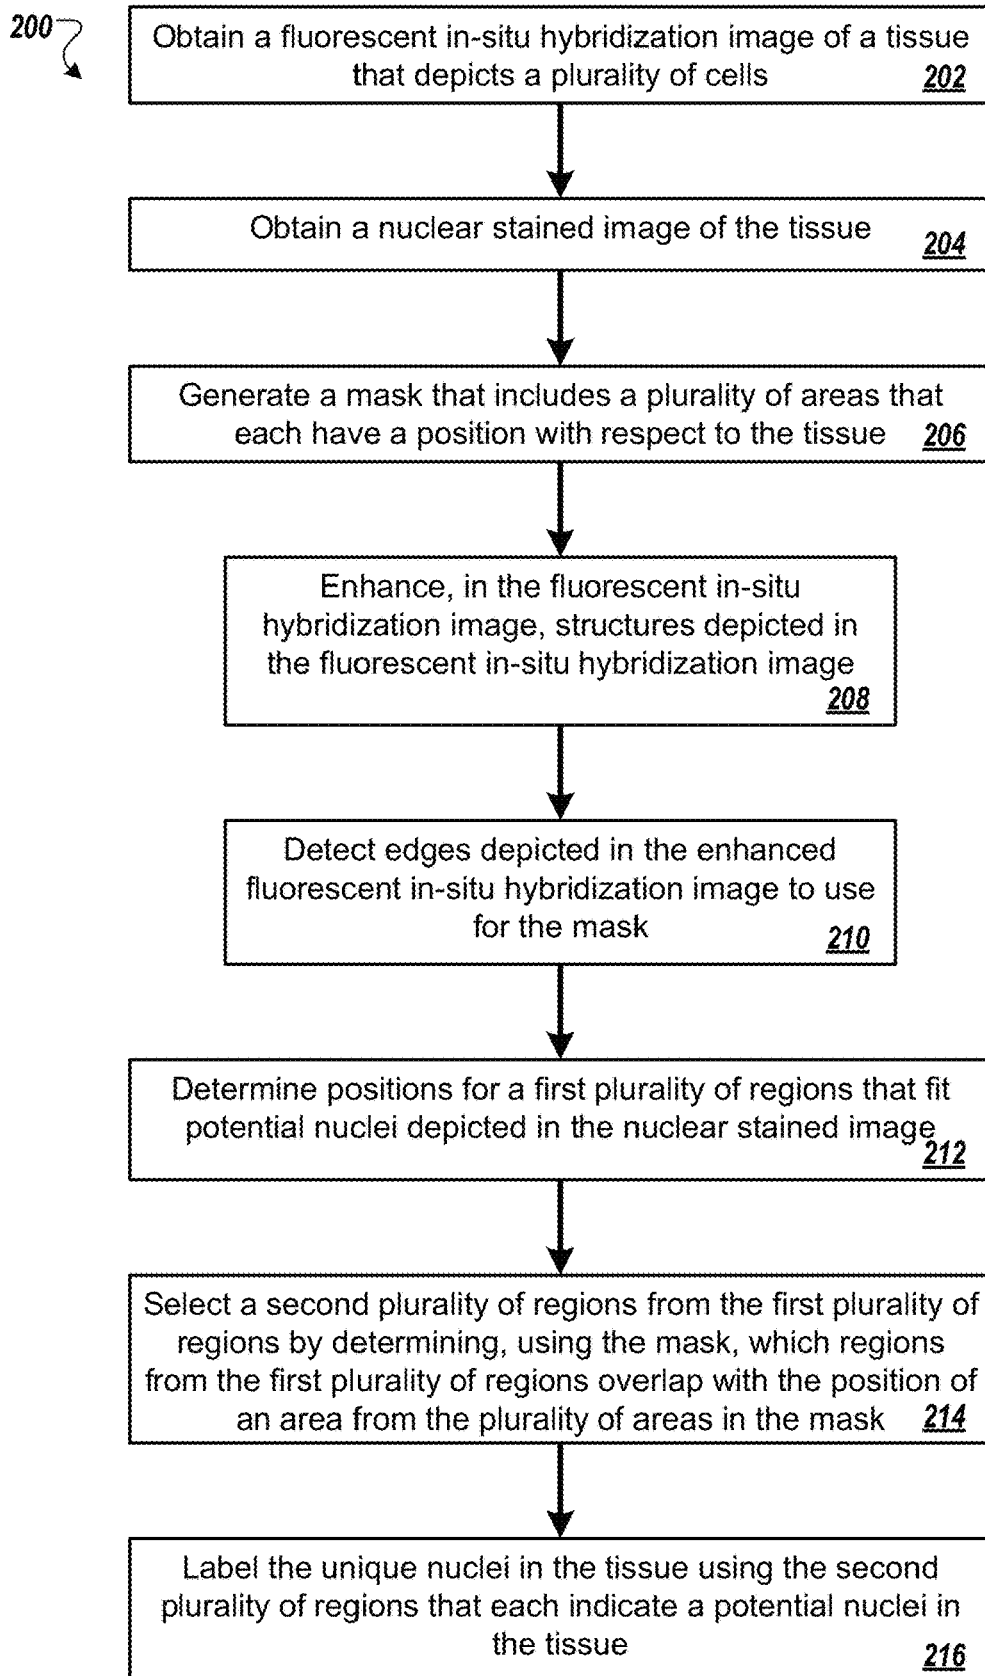 200
Obtain a fluorescent in-situ hybridization image of a tissue
that depicts a plurality of cells 202
Obtain a nuclear stained image of the tissue 204
Generate a mask that includes a plurality of areas that
each have a position with respect to the tissue 206
Enhance, in the fluorescent in-situ
hybridization image, structures depicted in
the fluorescent in-situ hybridization image
208
Detect edges depicted in the enhanced
fluorescent in-situ hybridization image to use
for the mask 210
Determine positions for a first plurality of regions that fit
potential nuclei depicted in the nuclear stained image
212
Select a second plurality of regions from the first plurality of
regions by determining, using the mask, which regions
from the first plurality of regions overlap with the position of
an area from the plurality of areas in the mask 214
Label the unique nuclei in the tissue using the second
plurality of regions that each indicate a potential nuclei in
the tissue 216